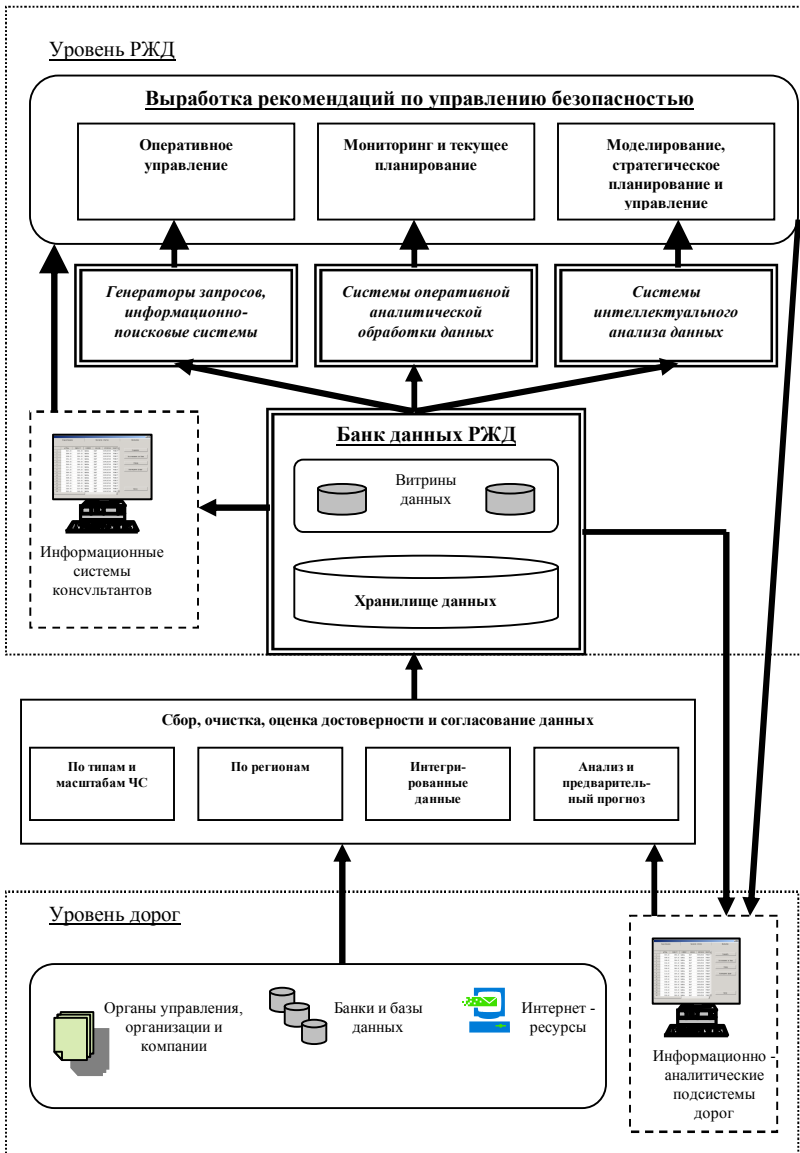 Уровень РЖД
Выработка рекомендаций по управлению безопасностью
Оперативное
управление
Мониторинг и текущее
планирование
Моделирование,
стратегическое
планирование и
управление
Генераторы запросов,
информационно-
поисковые системы
Системы оперативной
аналитической
обработки данных
Системы
интеллектуального
анализа данных
Банк данных РЖД
Витрины
данных
Хранилище данных
Информационные
системы
консультантов
Сбор, очистка, оценка достоверности и согласование данных
По типам и
масштабам ЧС
По регионам
Интегри-
рованные
данные
Анализ и
предваритель-
ный прогноз
Уровень дорог
Органы управления,
организации и
компании
Банки и базы
данных
Интернет -
ресурсы
Информационно -
аналитические
подсистемы
дорог